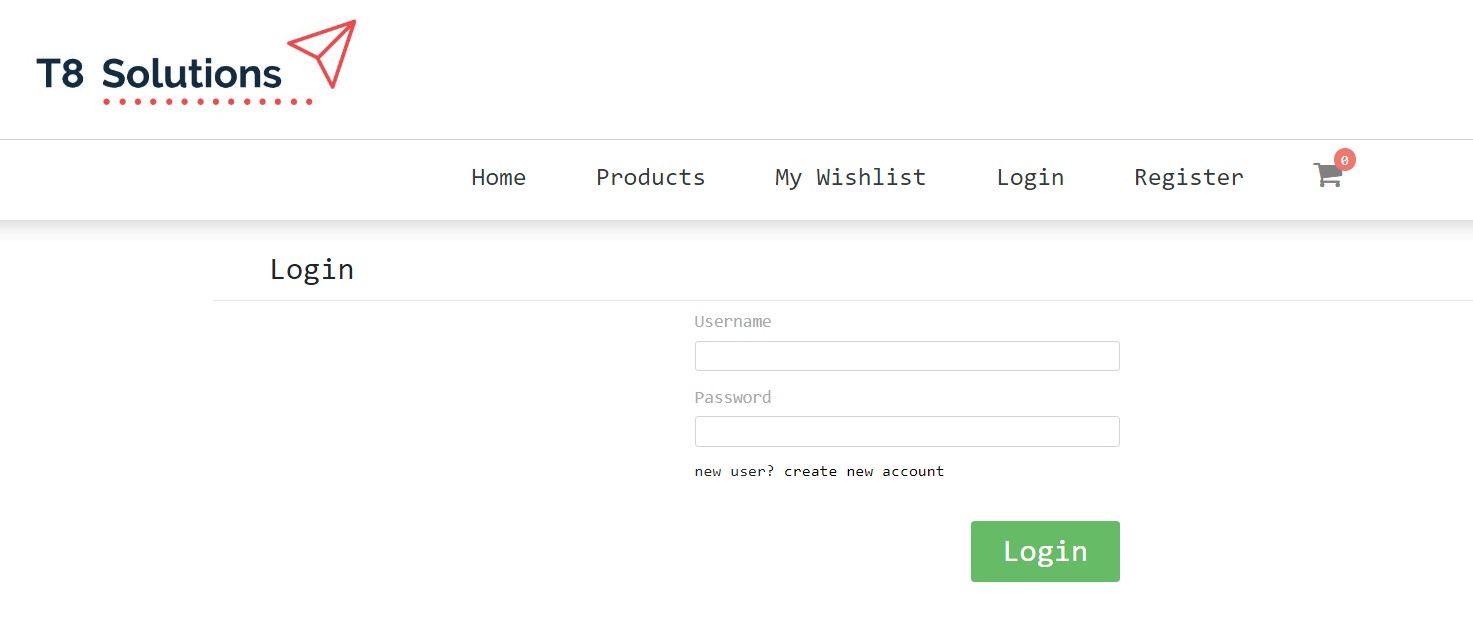 T8 Solutions
Home Products My Wishlist Login Register 0
Login
Username
Password
new user? create new account
Login